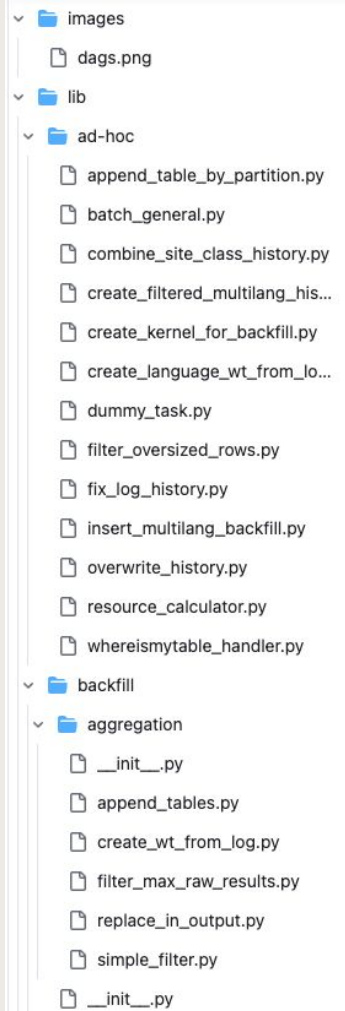 images
dags.png
lib
ad-hoc
append_table_by_partition.py
batch_general.py
combine_site_class_history.py
create_filtered_multilang_his...
create_kernel_for_backfill.py
create_language_wt_from_lo...
dummy_task.py
filter_oversized_rows.py
fix_log_history.py
insert_multilang_backfill.py
overwrite_history.py
resource_calculator.py
whereismytable_handler.py
backfill
aggregation
__init__.py
append_tables.py
create_wt_from_log.py
filter_max_raw_results.py
replace_in_output.py
simple_filter.py
__init__.py